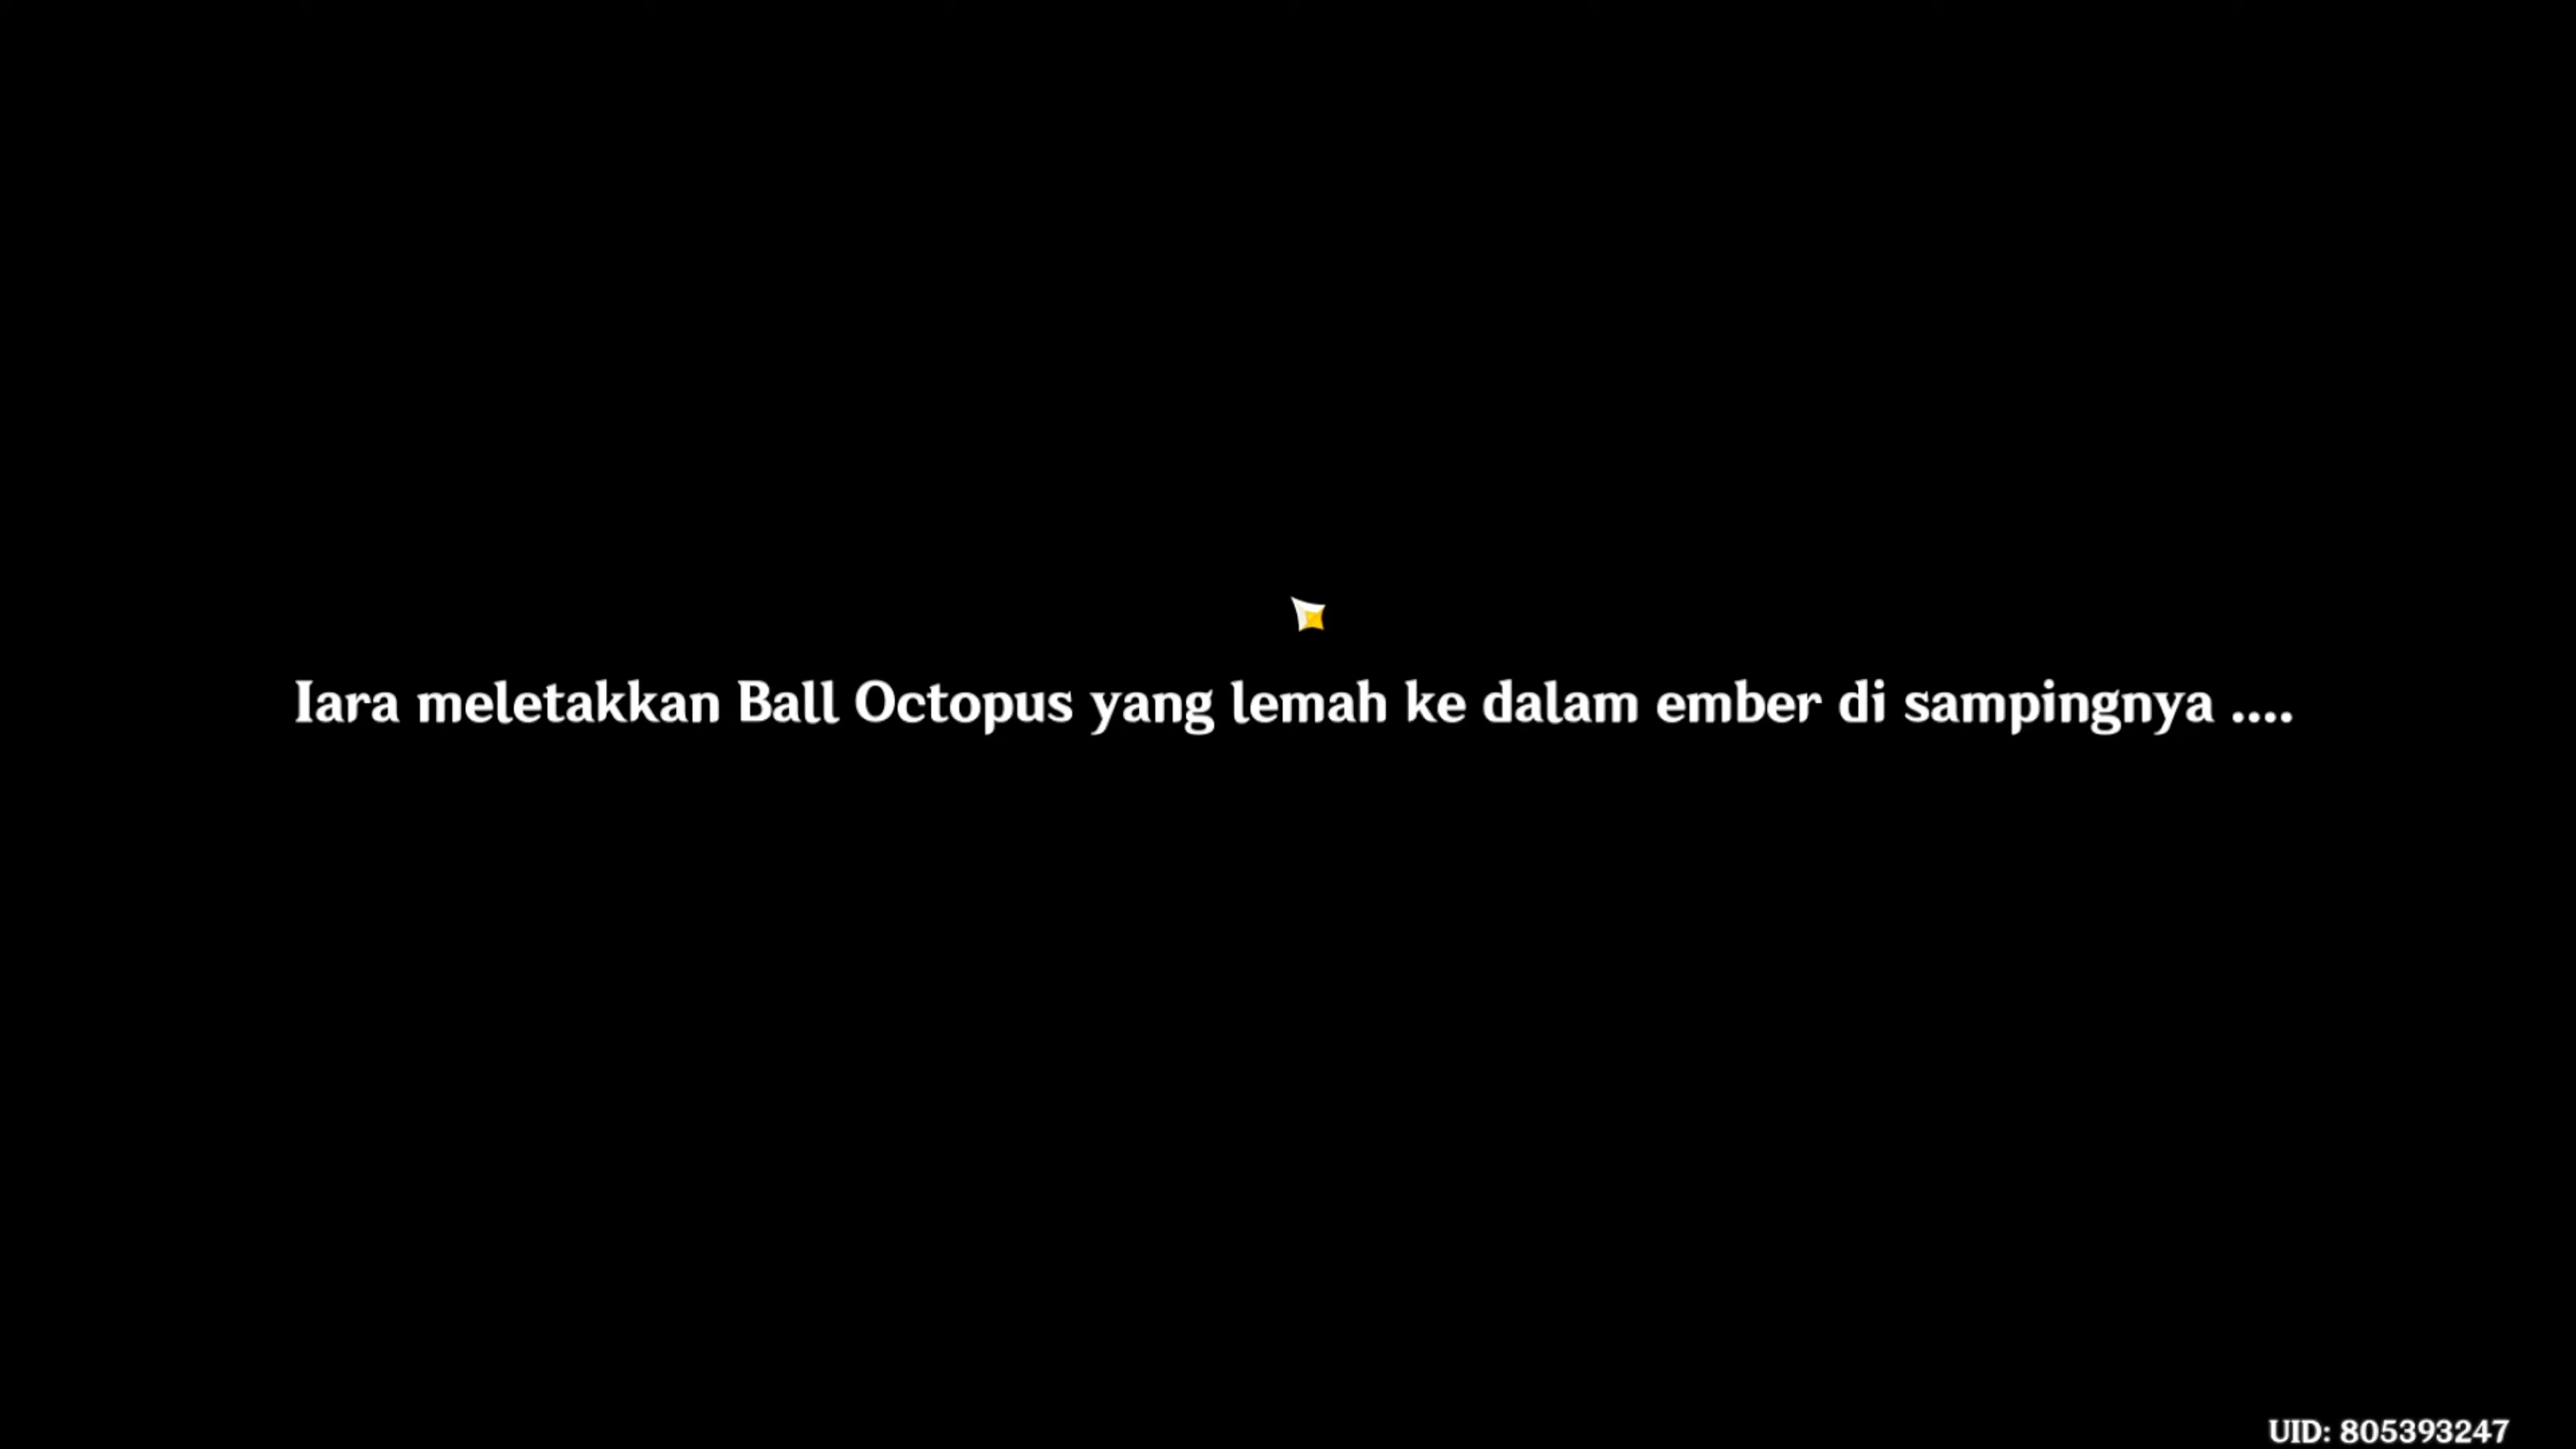 Iara meletakkan Ball Octopus yang lemah ke dalam ember di sampingnya ....
UID: 805393247